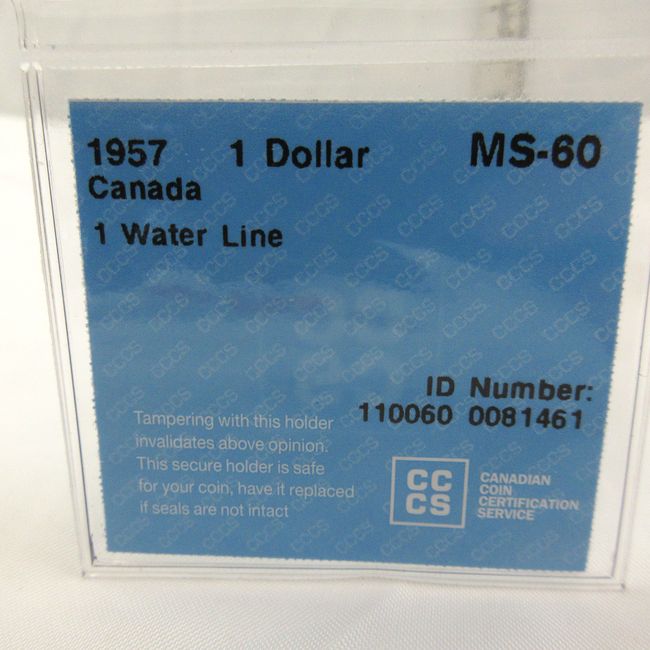 1957 1 Dollar MS-60
Canada
1 Water Line
ID Number:
110060 0081461
Tampering with this holder
invalidates above opinion.
This secure holder is safe
for your coin, have it replaced
if seals are not intact
CC
CS
CANADIAN
COIN
CERTIFICATION
SERVICE